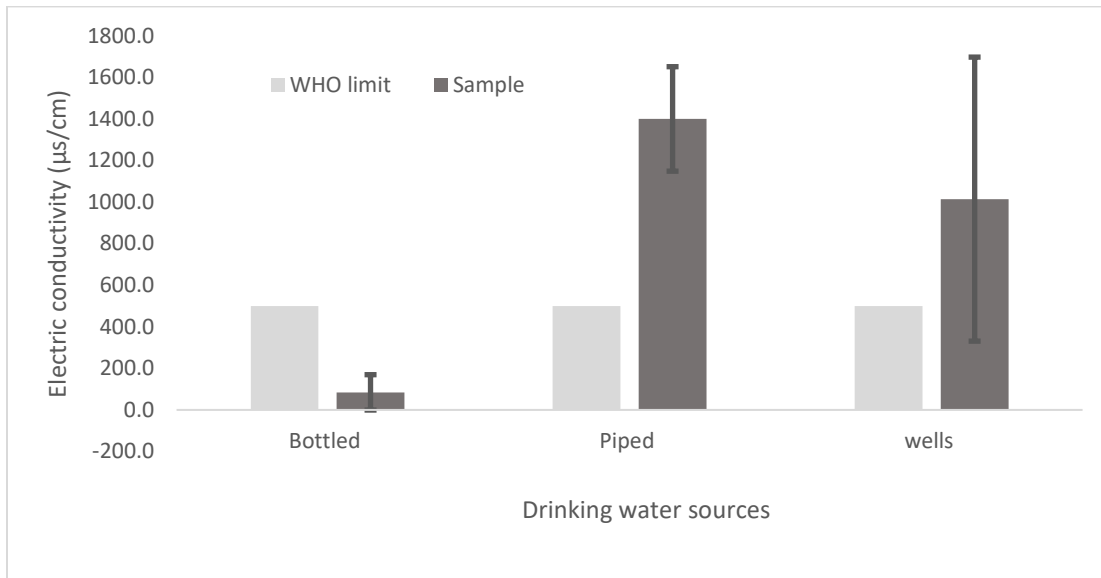 1800.0
1600.0
1400.0
1200.0
1000.0
800.0
600.0
400.0
200.0
0.0
-200.0
Electric conductivity (µs/cm)
WHO limit Sample
Bottled Piped wells
Drinking water sources